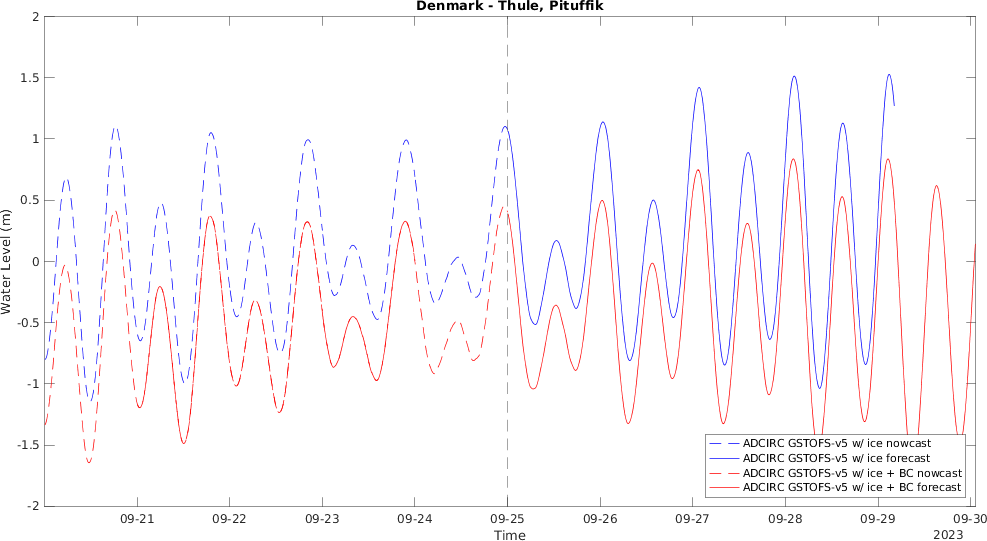 Denmark - Thule, Pituffik
Water Level (m)
2
1.5
1
0.5
0
-0.5
-1
-1.5
-2
09-21
09-22
09-23
09-24
09-25
09-26
09-27
09-28
09-29
09-30
Time
2023
ADCIRC GSTOFS-v5 w/ ice nowcast
ADCIRC GSTOFS-v5 w/ ice forecast
ADCIRC GSTOFS-v5 w/ ice + BC nowcast
ADCIRC GSTOFS-v5 w/ ice + BC forecast